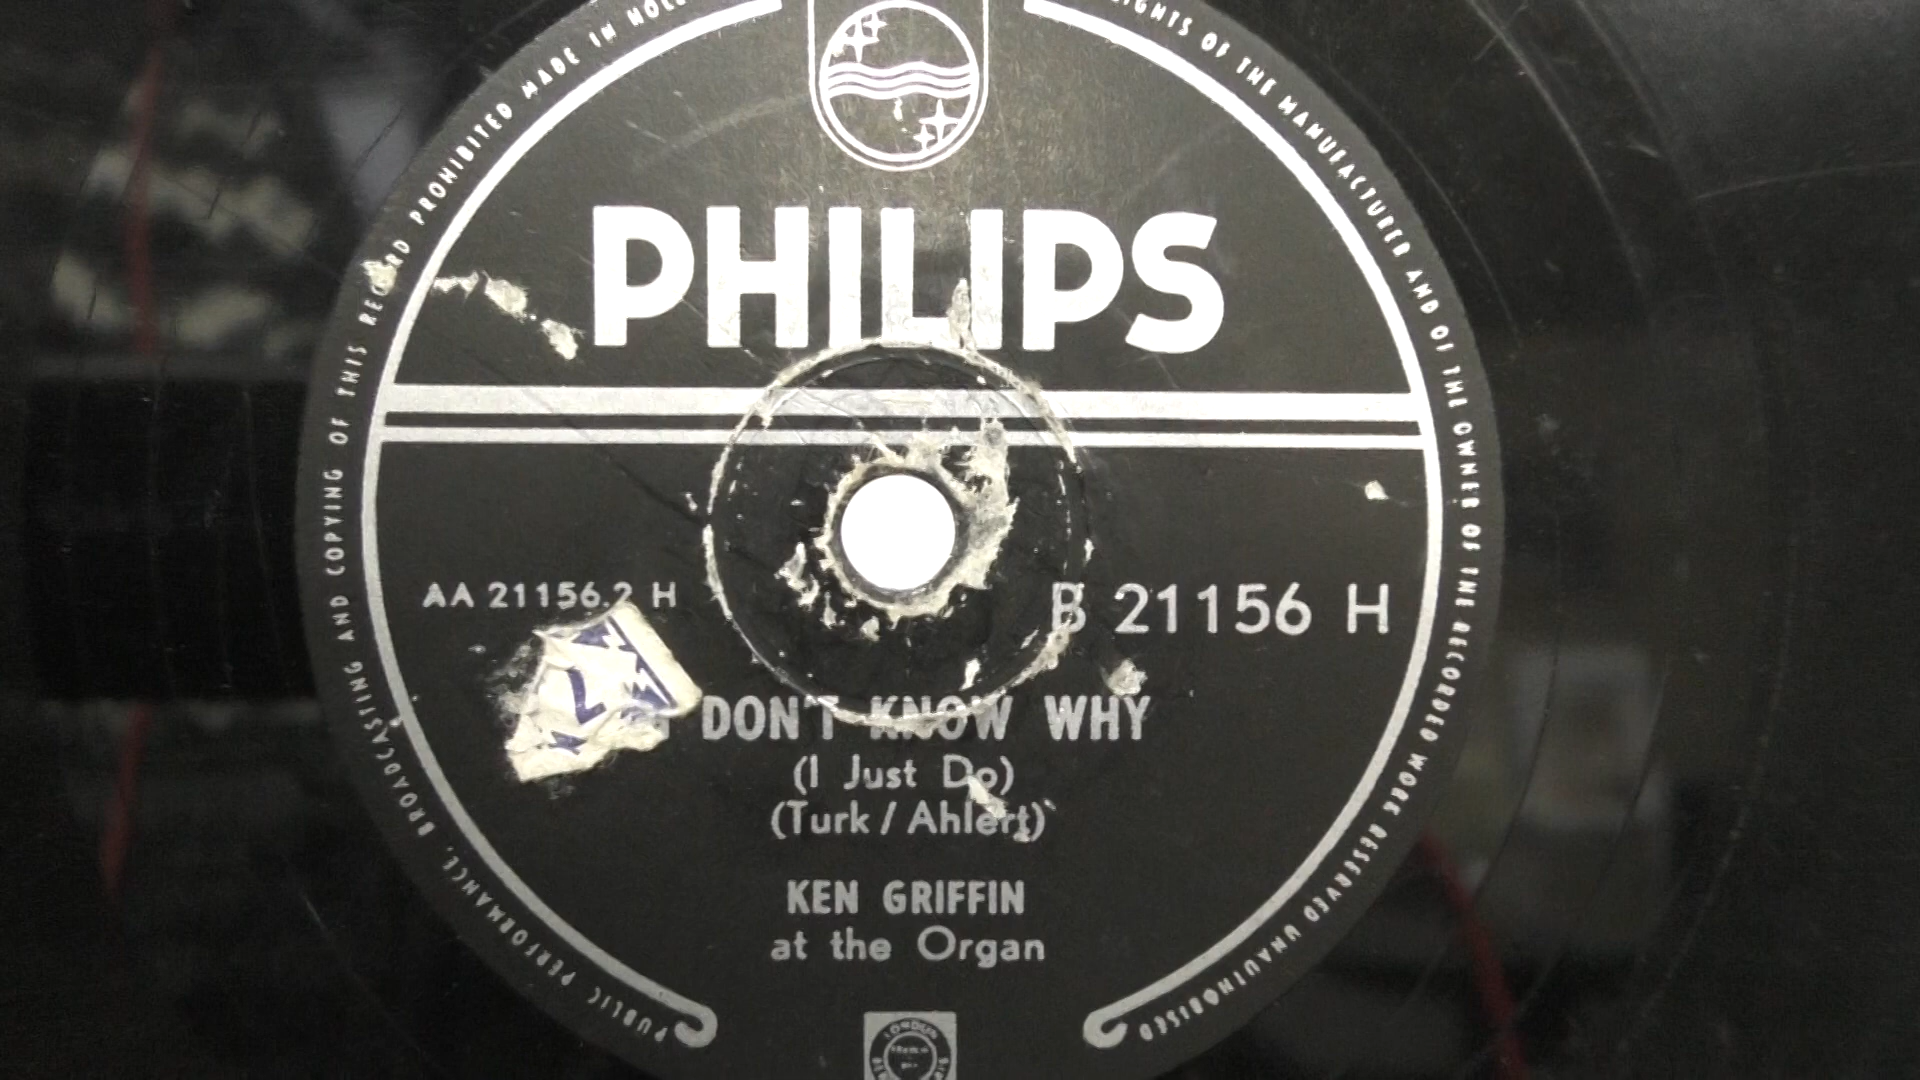 PHILIPS
AA 21156.2 H
B 21156 H
DON'T KNOW WHY
(I Just Do)
(Turk / Ahlert)
KEN GRIFFIN
at the Organ
OF THE MANUFACTURER AND OF THE OWNER OF THE RECORDED WORK RESERVED UNAUTHORISED
PUBLIC PERFORMANCE, BROADCASTING AND COPYING OF THIS RECORD PROHIBITED MADE IN
LONDON